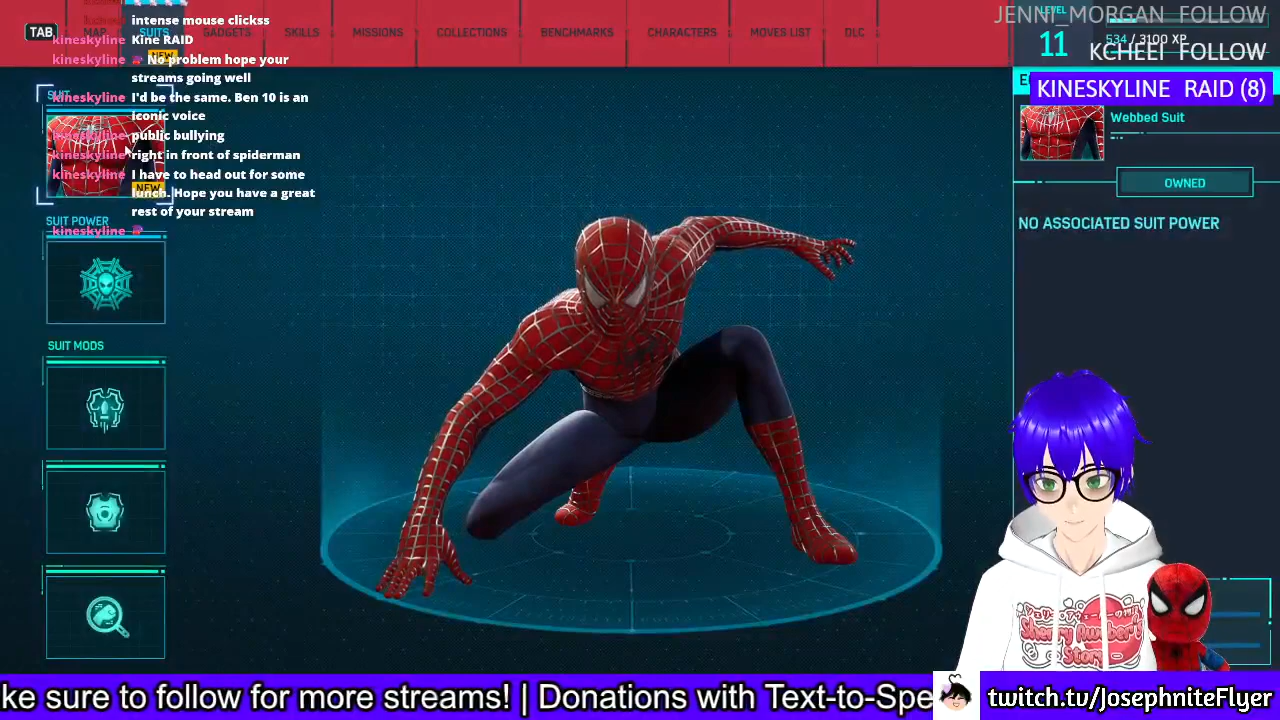 intense mouse clickss
kineskyline Kine RAID
kineskyline No problem hope your
streams going well
kineskyline I'd be the same. Ben 10 is an
iconic voice
kineskyline public bullying
kineskyline right in front of spiderman
kineskyline I have to head out for some
lunch. Hope you have a great
rest of your stream
kineskyline
TAB MAP SUITS GADGETS SKILLS MISSIONS COLLECTIONS BENCHMARKS CHARACTERS MOVES LIST DLC
NEW
LEVEL
11
534 / 3100 XP
JENNI_MORGAN FOLLOW
KCHEEI FOLLOW
KINESKYLINE RAID (8)
SUIT
NEW
SUIT POWER
SUIT MODS
Webbed Suit
OWNED
NO ASSOCIATED SUIT POWER
ke sure to follow for more streams! | Donations with Text-to-Spe
twitch.tv/JosephniteFlyer